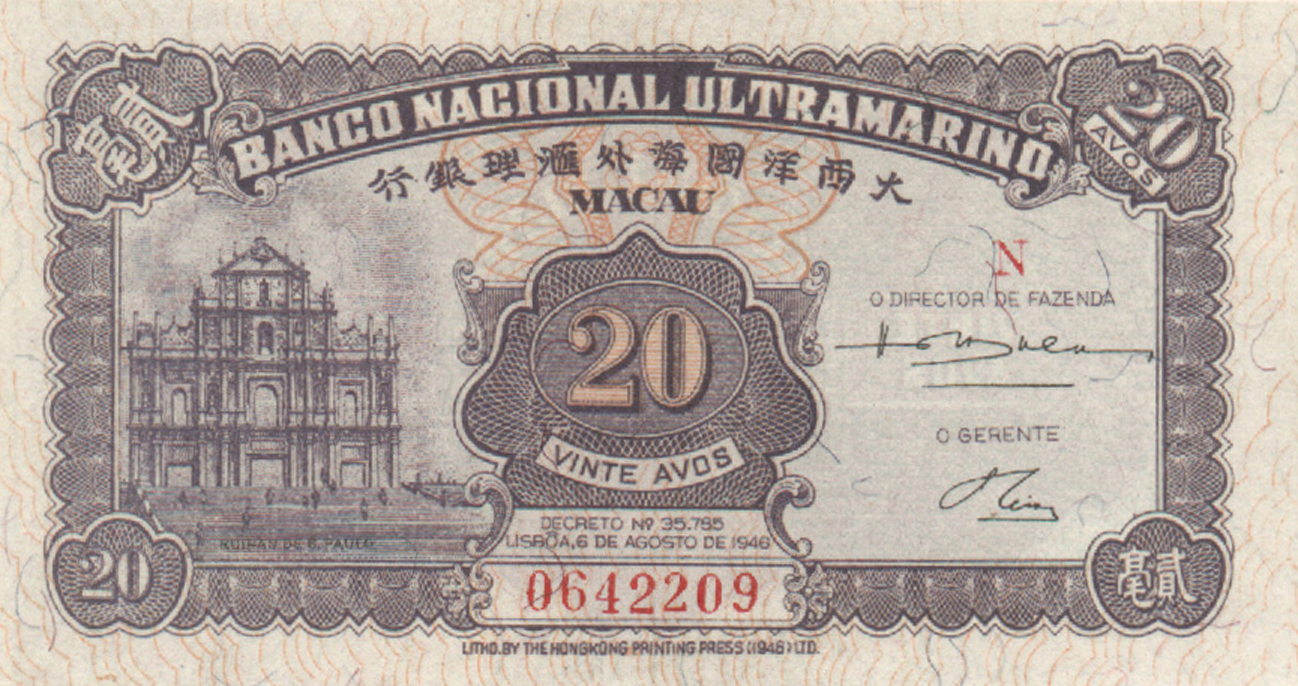 貳毫
BANCO NACIONAL ULTRAMARINO
20
AVOS
大西洋國海外滙理銀行
MACAU
N
O DIRECTOR DE FAZENDA
20
O GERENTE
VINTE AVOS
DECRETO Nº 35.785
LISBÔA, 6 DE AGOSTO DE 1946
RUINAS DE S. PAULO
20
0642209
貳毫
LITHO. BY THE HONGKONG PRINTING PRESS (1946) LTD.